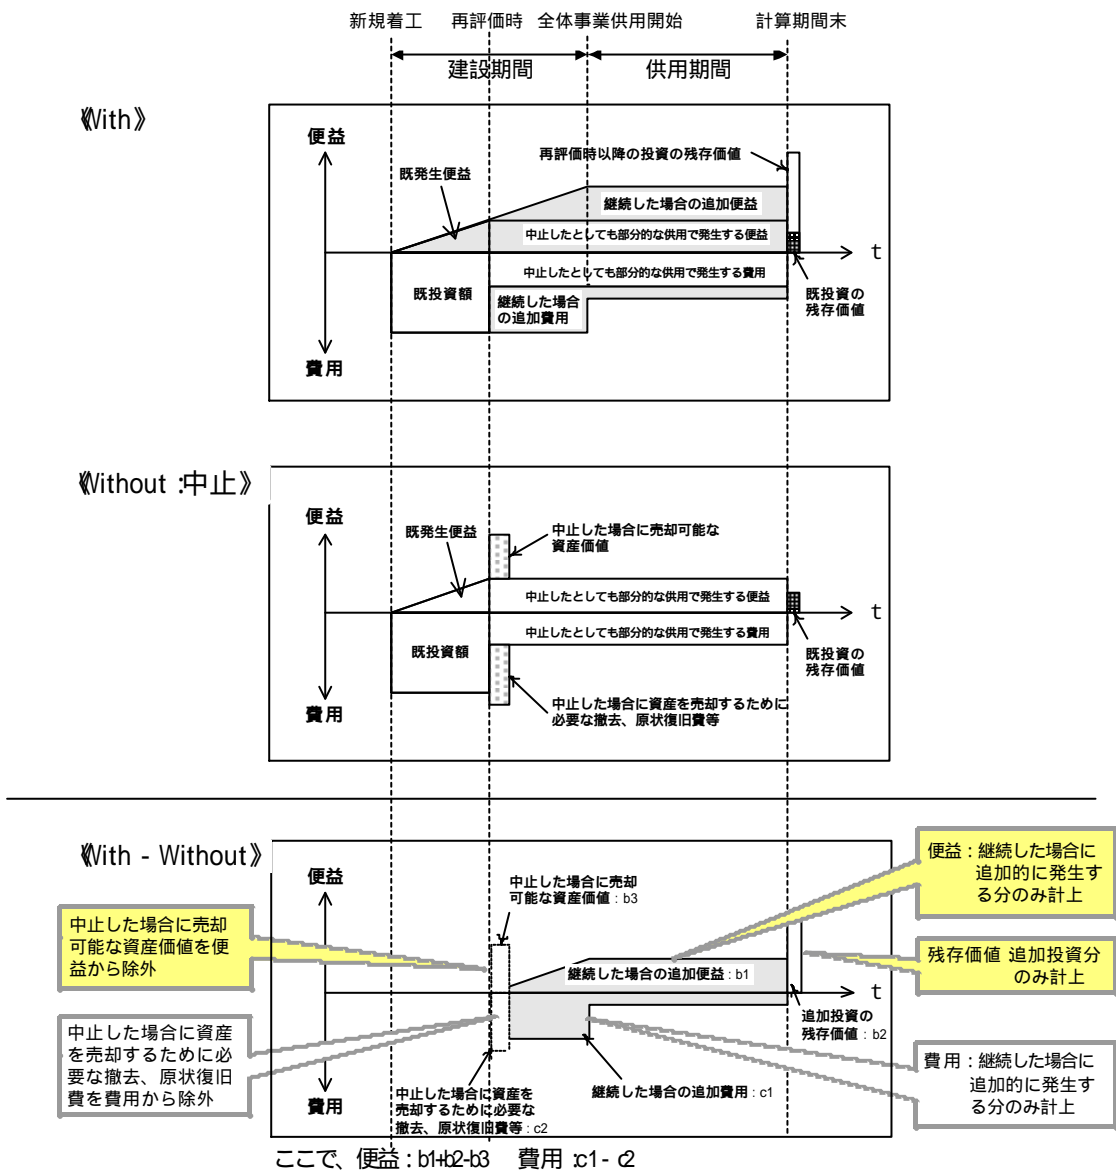 新規着工 再評価時 全体事業供用開始 計算期間末
建設期間 供用期間
《With》
便益
再評価時以降の投資の残存価値
既発生便益
継続した場合の追加便益
中止したとしても部分的な供用で発生する便益
t
中止したとしても部分的な供用で発生する費用
既投資額
継続した場合
の追加費用
既投資の
残存価値
費用
《Without :中止》
便益
既発生便益
中止した場合に売却可能な
資産価値
中止したとしても部分的な供用で発生する便益
t
中止したとしても部分的な供用で発生する費用
既投資額
既投資の
残存価値
中止した場合に資産を売却するために
必要な撤去、原状復旧費等
費用
《With - Without》
便益
中止した場合に売却
可能な資産価値：b3
便益：継続した場合に
追加的に発生す
る分のみ計上
中止した場合に売却
可能な資産価値を便
益から除外
継続した場合の追加便益：b1
残存価値 追加投資分
のみ計上
t
追加投資の
残存価値：b2
中止した場合に資産
を売却するために必
要な撤去、原状復旧
費を費用から除外
費用：継続した場合に
追加的に発生す
る分のみ計上
継続した場合の追加費用：c1
中止した場合に資産を
売却するために必要な
撤去、原状復旧費等：c2
費用
ここで、便益：b1+b2-b3 費用：c1 - c2